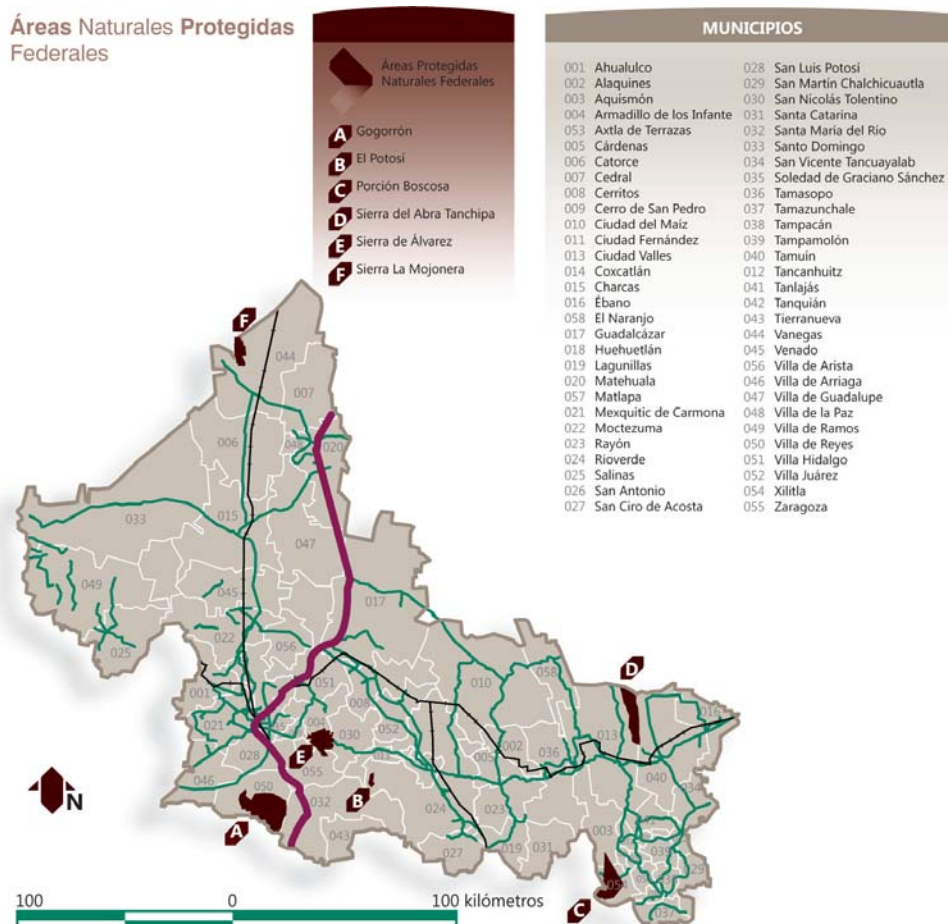 Áreas Naturales Protegidas
Federales
Áreas Protegidas
Naturales Federales
A Gogorrón
B El Potosí
C Porción Boscosa
D Sierra del Abra Tanchipa
E Sierra de Álvarez
F Sierra La Mojonera
MUNICIPIOS
001 Ahualulco
002 Alaquines
003 Aquismón
004 Armadillo de los Infante
053 Axtla de Terrazas
005 Cárdenas
006 Catorce
007 Cedral
008 Cerritos
009 Cerro de San Pedro
010 Ciudad del Maíz
011 Ciudad Fernández
013 Ciudad Valles
014 Coxcatlán
015 Charcas
016 Ébano
058 El Naranjo
017 Guadalcázar
018 Huehuetlán
019 Lagunillas
020 Matehuala
057 Matlapa
021 Mexquitic de Carmona
022 Moctezuma
023 Rayón
024 Rioverde
025 Salinas
026 San Antonio
027 San Ciro de Acosta
028 San Luis Potosí
029 San Martín Chalchicuautla
030 San Nicolás Tolentino
031 Santa Catarina
032 Santa María del Río
033 Santo Domingo
034 San Vicente Tancuayalab
035 Soledad de Graciano Sánchez
036 Tamasopo
037 Tamazunchale
038 Tampacán
039 Tampamolón
040 Tamuín
012 Tancanhuitz
041 Tanlajás
042 Tanquián
043 Tierranueva
044 Vanegas
045 Venado
056 Villa de Arista
046 Villa de Arriaga
047 Villa de Guadalupe
048 Villa de la Paz
049 Villa de Ramos
050 Villa de Reyes
051 Villa Hidalgo
052 Villa Juárez
054 Xilitla
055 Zaragoza
F
044
007
006
048
020
033
015
047
049
045
017
025
022
056
010
058
D
001
051
008
016
021
004
052
013
E
030
002
036
028
005
040
046
050
055
B
034
N
A
032
024
023
043
003
027
019
031
039
029
054
C
037
100
0
100 kilómetros